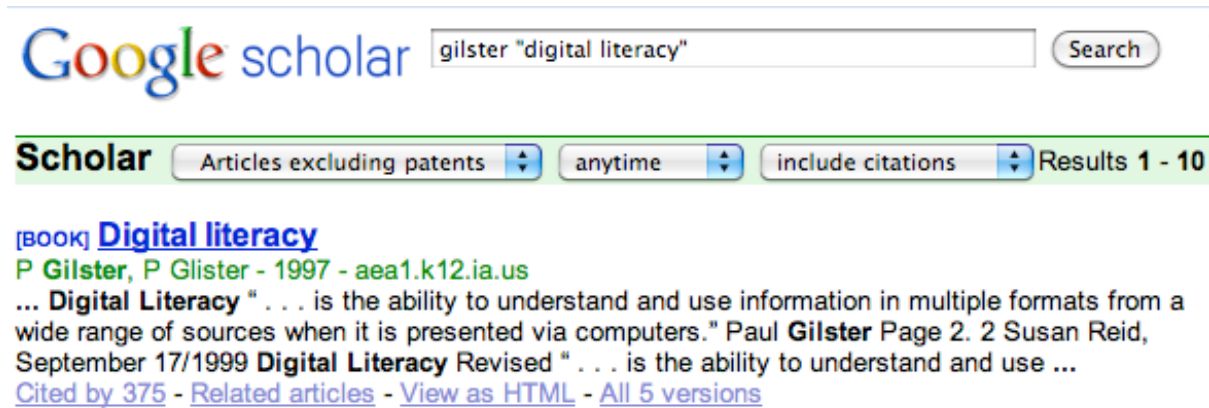 Google scholar gilster "digital literacy" Search
Scholar Articles excluding patents anytime include citations Results 1 - 10
[BOOK] Digital literacy
P Gilster, P Glister - 1997 - aea1.k12.ia.us
... Digital Literacy “ . . . is the ability to understand and use information in multiple formats from a
wide range of sources when it is presented via computers.” Paul Gilster Page 2. 2 Susan Reid,
September 17/1999 Digital Literacy Revised “ . . . is the ability to understand and use ...
Cited by 375 - Related articles - View as HTML - All 5 versions